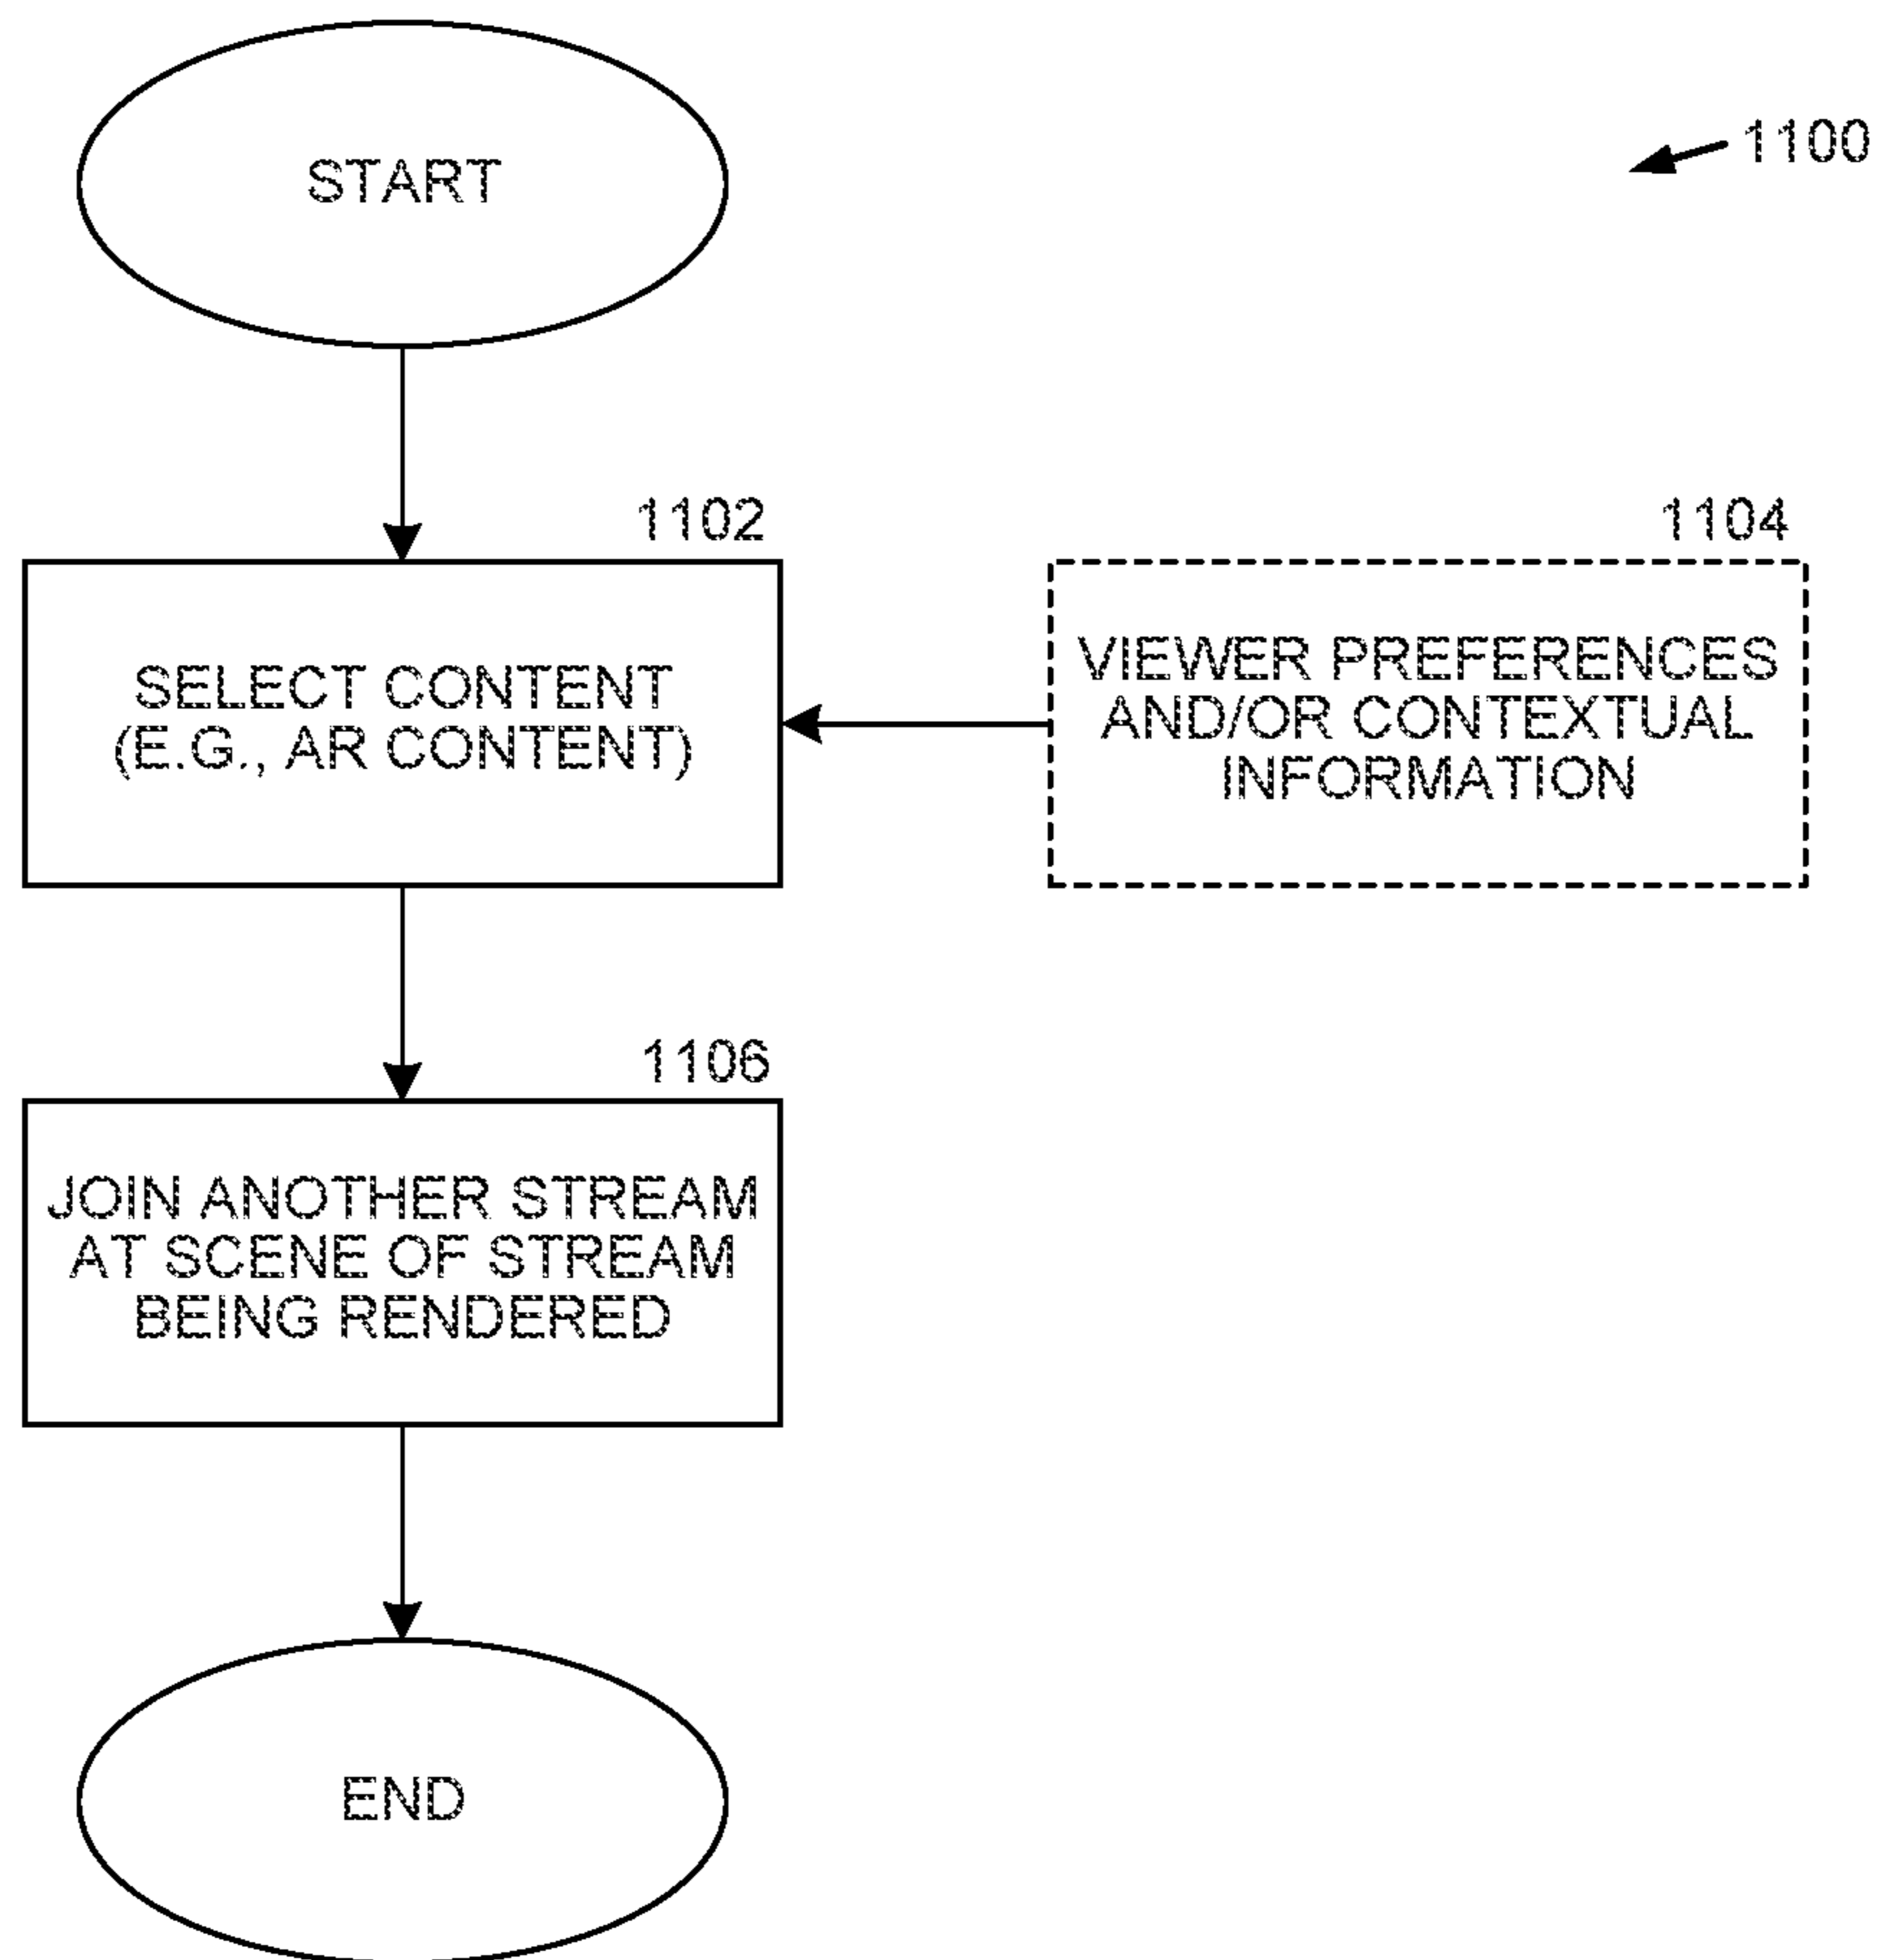 START
1100
1102
SELECT CONTENT
(E.G., AR CONTENT)
1104
VIEWER PREFERENCES
AND/OR CONTEXTUAL
INFORMATION
1106
JOIN ANOTHER STREAM
AT SCENE OF STREAM
BEING RENDERED
END